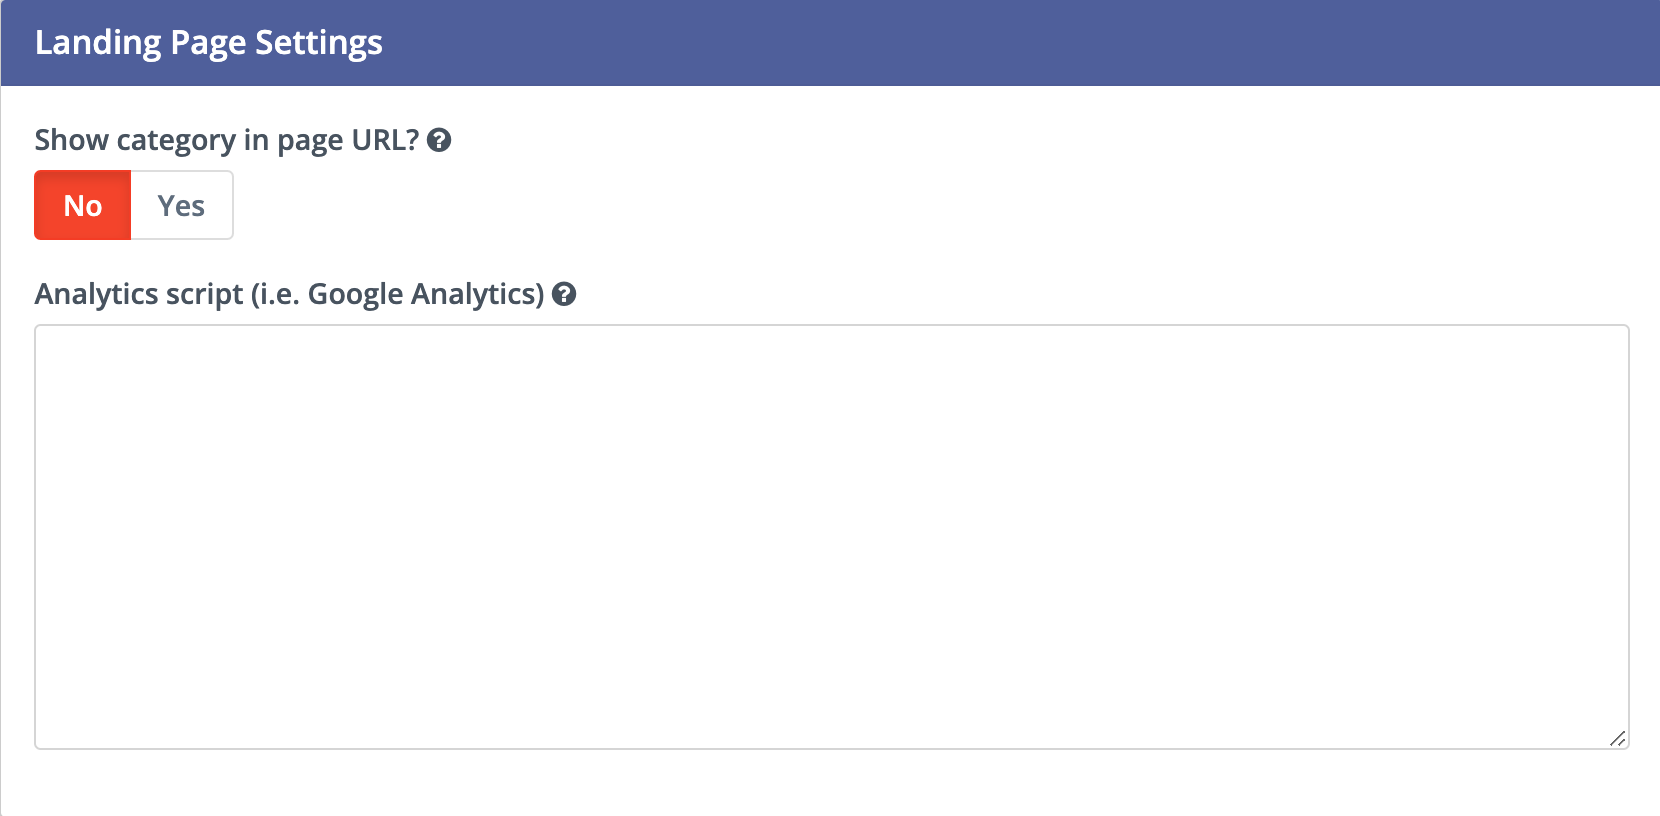 Landing Page Settings
Show category in page URL?
No Yes
Analytics script (i.e. Google Analytics)